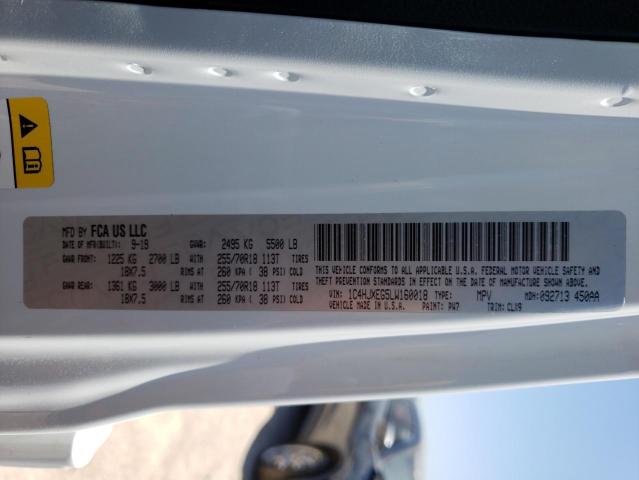 MFD BY FCA US LLC
DATE OF MFR(BUILT): 9-19 GVWR: 2495 KG 5500 LB
GAWR FRONT: 1225 KG 2700 LB WITH 255/70R18 113T TIRES
18X7.5 RIMS AT 260 KPA ( 38 PSI) COLD
GAWR REAR: 1361 KG 3000 LB WITH 255/70R18 113T TIRES
18X7.5 RIMS AT 260 KPA ( 38 PSI) COLD
THIS VEHICLE CONFORMS TO ALL APPLICABLE U.S.A. FEDERAL MOTOR VEHICLE SAFETY AND
THEFT PREVENTION STANDARDS IN EFFECT ON THE DATE OF MANUFACTURE SHOWN ABOVE.
VIN: 1C4HJXEG5LW160018 TYPE: MPV MDH: 092713 450AA
VEHICLE MADE IN U.S.A. PAINT: PW7 TRIM: CLX9